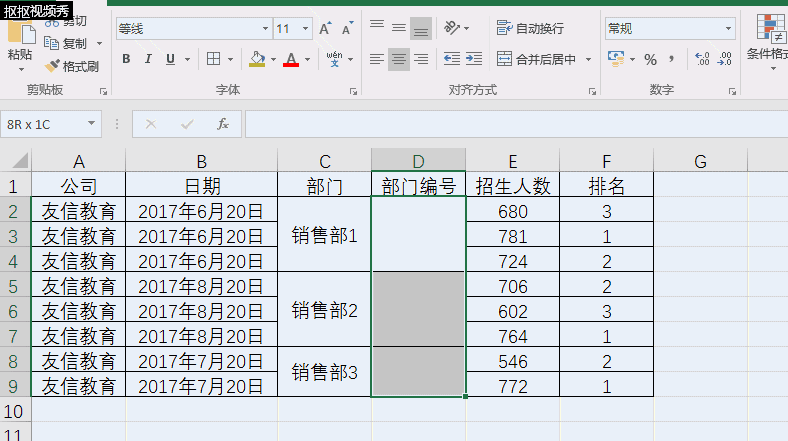 抠抠视频秀
剪切
复制
格式刷
粘贴
剪贴板
等线 11 A A
B I U A wén 文
字体
自动换行
合并后居中
对齐方式
常规
% , .00 .00
数字
条件格式
8R x 1C fx
A B C D E F G
1 公司 日期 部门 部门编号 招生人数 排名
2 友信教育 2017年6月20日 680 3
3 友信教育 2017年6月20日 销售部1 781 1
4 友信教育 2017年6月20日 724 2
5 友信教育 2017年8月20日 706 2
6 友信教育 2017年8月20日 销售部2 602 3
7 友信教育 2017年8月20日 764 1
8 友信教育 2017年7月20日 销售部3 546 2
9 友信教育 2017年7月20日 772 1
10
11